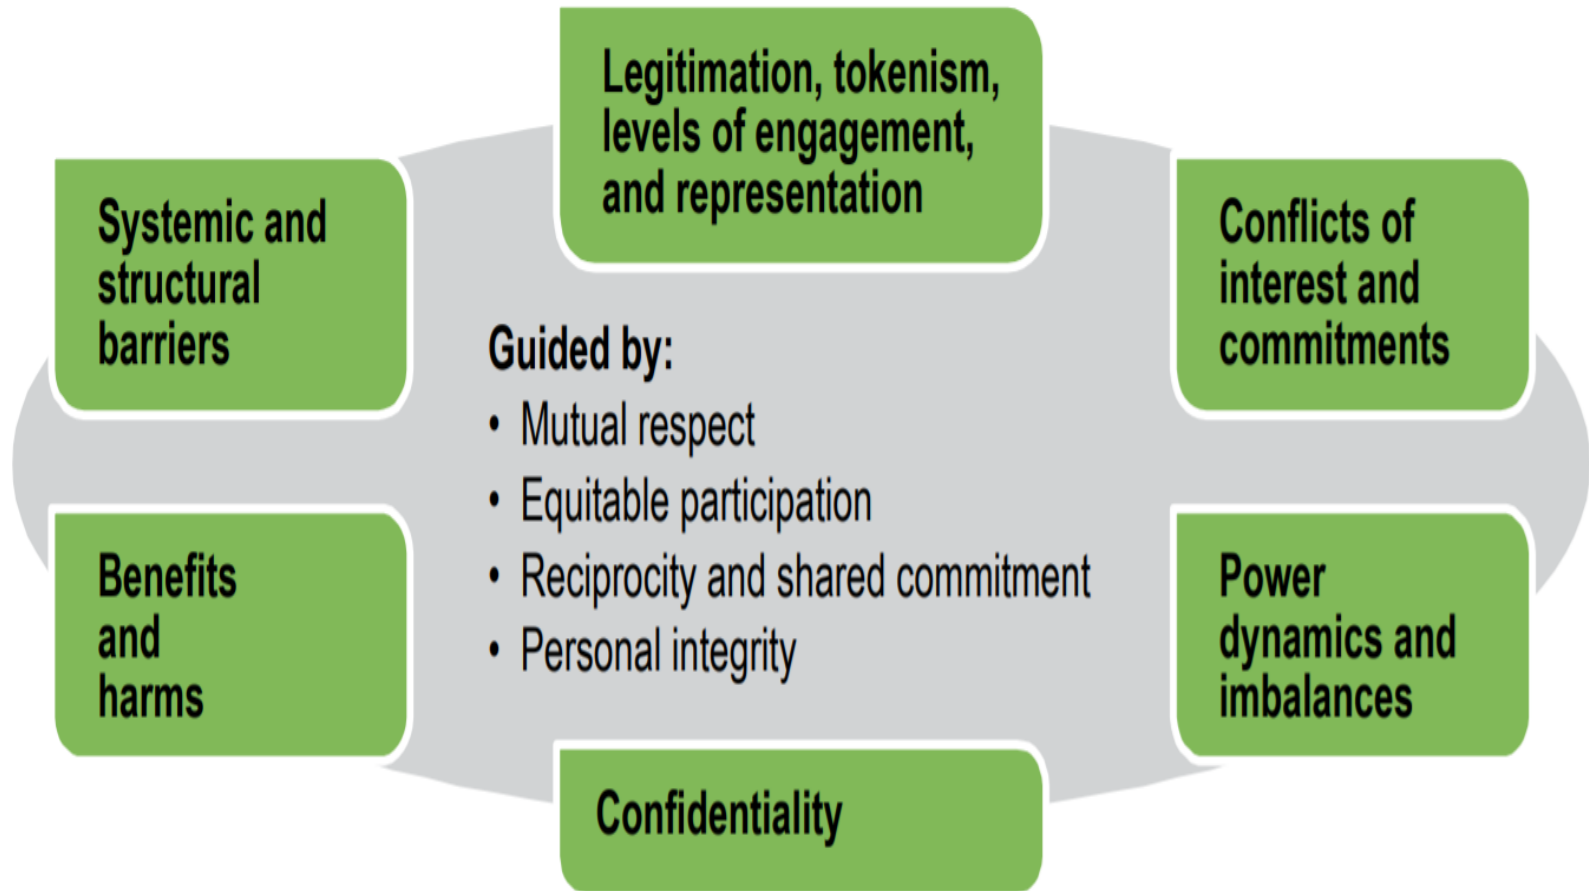 Legitimation, tokenism,
levels of engagement,
and representation
Systemic and
structural
barriers
Conflicts of
interest and
commitments
Guided by:
• Mutual respect
• Equitable participation
• Reciprocity and shared commitment
• Personal integrity
Benefits
and
harms
Power
dynamics and
imbalances
Confidentiality